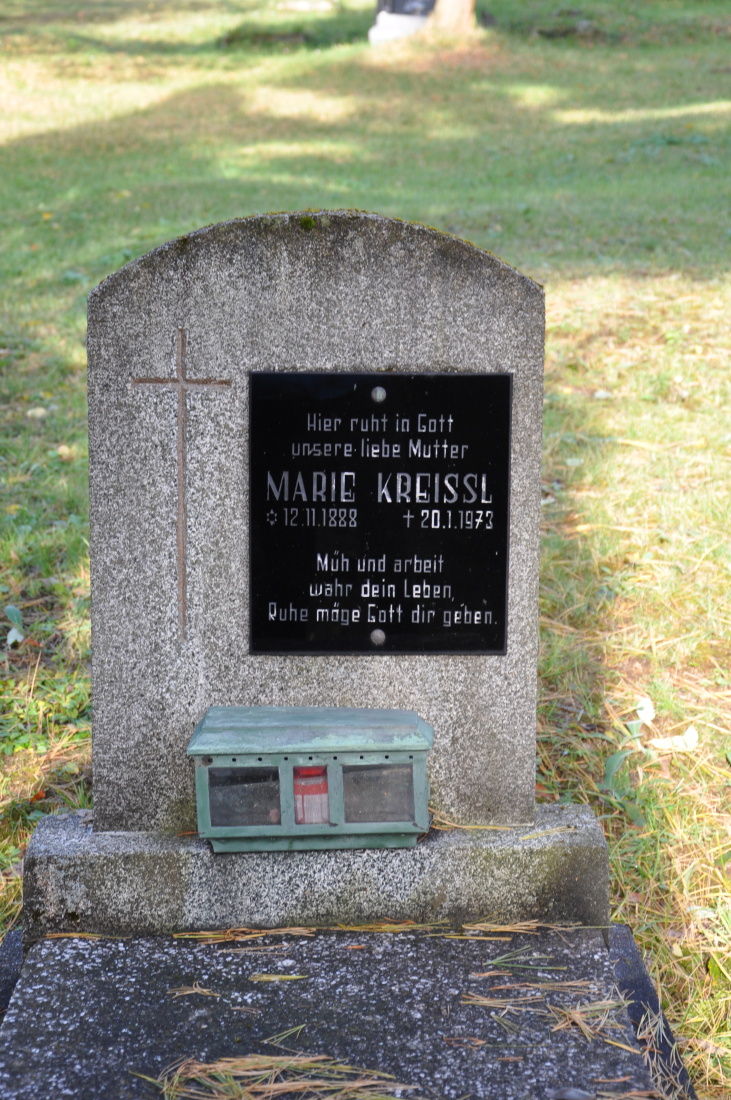 Hier ruht in Gott
unsere liebe Mutter
MARIE KREISSL
✡ 12.11.1888 ✝ 20.1.1973
Müh und arbeit
wahr dein Leben,
Ruhe möge Gott dir geben.